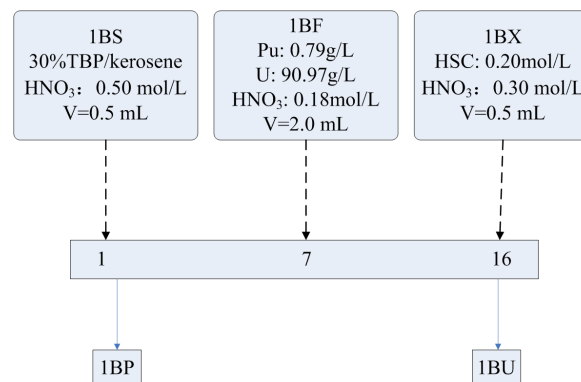 1BS
30%TBP/kerosene
HNO₃：0.50 mol/L
V=0.5 mL
1BF
Pu: 0.79g/L
U: 90.97g/L
HNO₃: 0.18mol/L
V=2.0 mL
1BX
HSC: 0.20mol/L
HNO₃: 0.30 mol/L
V=0.5 mL
1 7 16
1BP 1BU